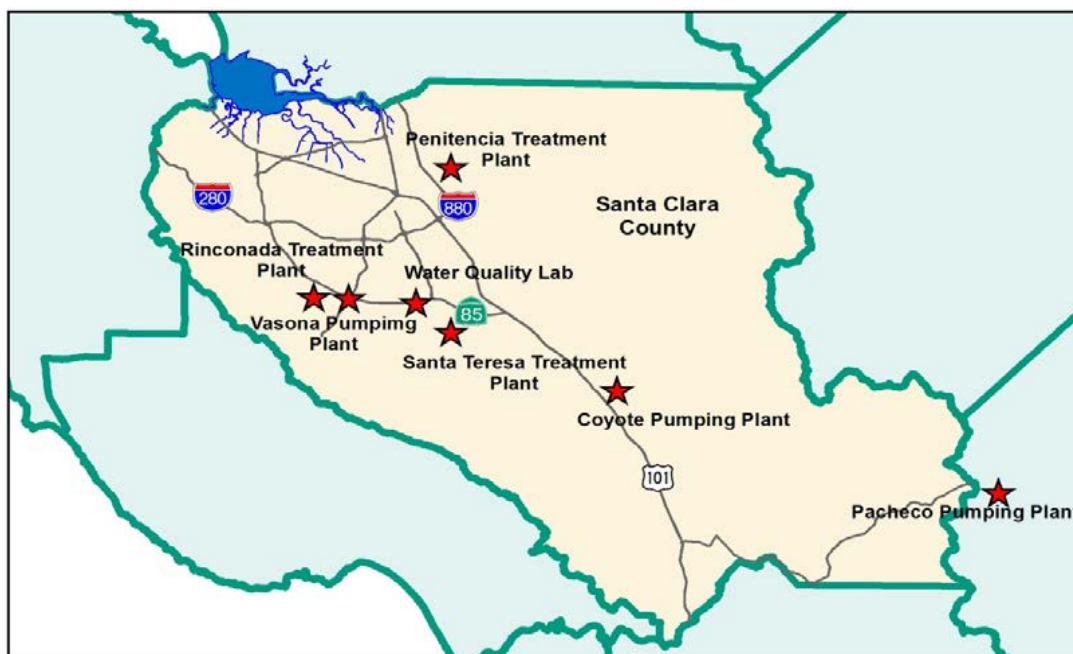 Penitencia Treatment
Plant
280
880
Santa Clara
County
Rinconada Treatment
Plant
Water Quality Lab
85
Vasona Pumpimg
Plant
Santa Teresa Treatment
Plant
Coyote Pumping Plant
101
Pacheco Pumping Plant